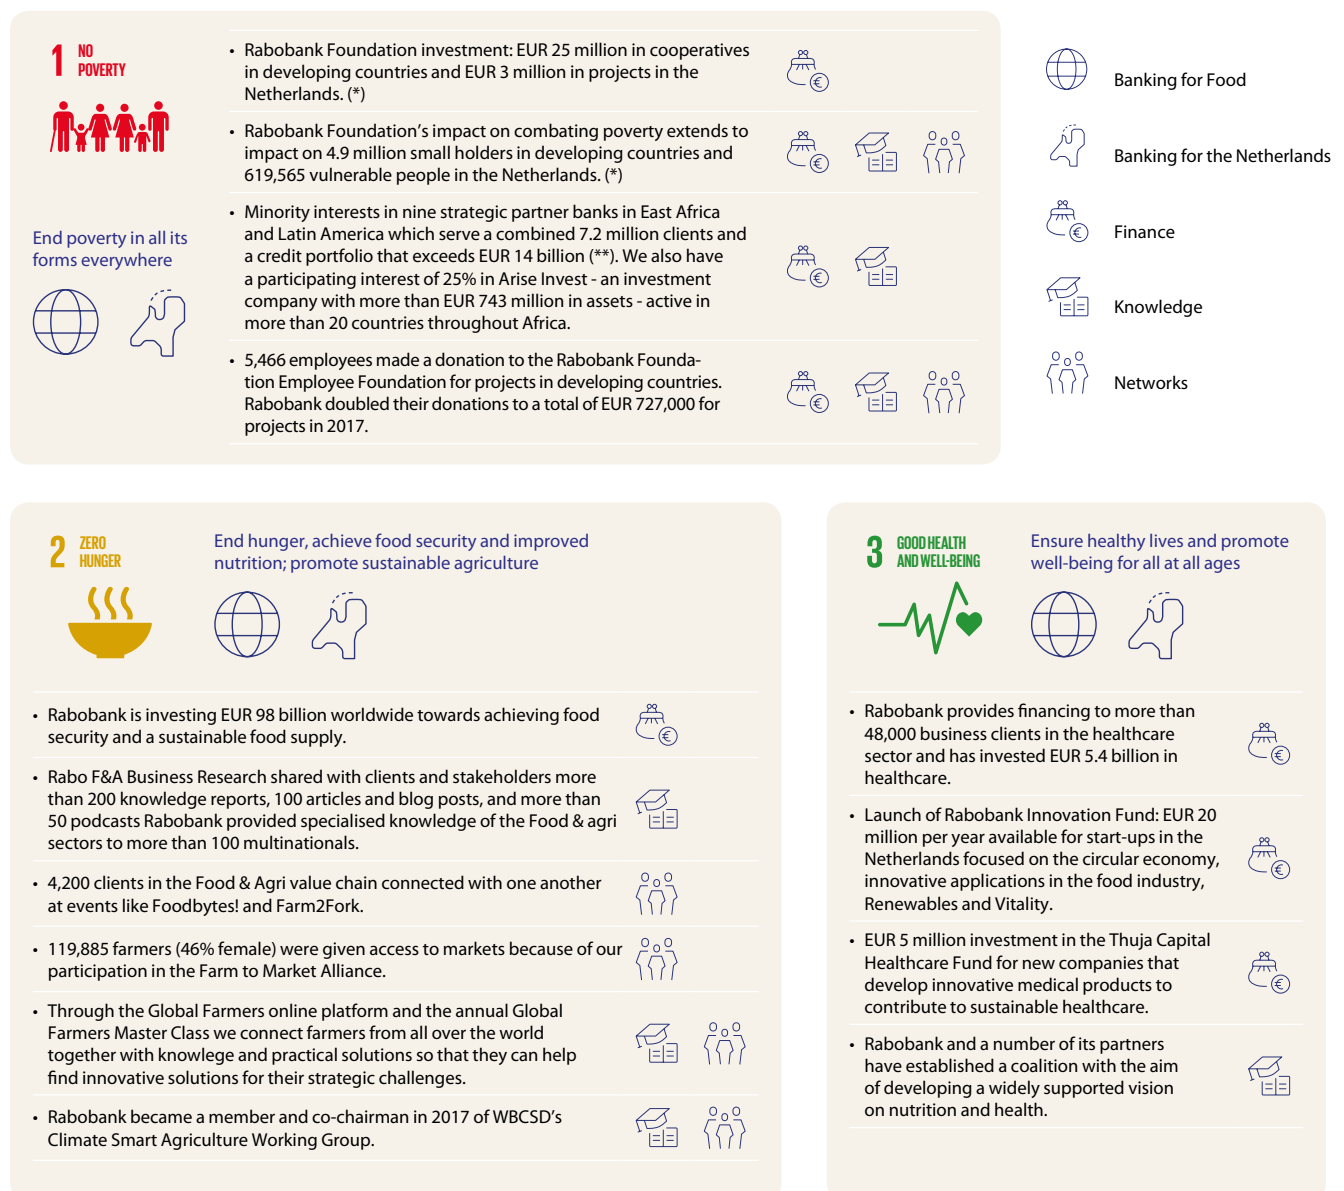 1 NO
POVERTY
End poverty in all its
forms everywhere
• Rabobank Foundation investment: EUR 25 million in cooperatives
in developing countries and EUR 3 million in projects in the
Netherlands. (*)
• Rabobank Foundation’s impact on combating poverty extends to
impact on 4.9 million small holders in developing countries and
619,565 vulnerable people in the Netherlands. (*)
• Minority interests in nine strategic partner banks in East Africa
and Latin America which serve a combined 7.2 million clients and
a credit portfolio that exceeds EUR 14 billion (**). We also have
a participating interest of 25% in Arise Invest - an investment
company with more than EUR 743 million in assets - active in
more than 20 countries throughout Africa.
• 5,466 employees made a donation to the Rabobank Founda-
tion Employee Foundation for projects in developing countries.
Rabobank doubled their donations to a total of EUR 727,000 for
projects in 2017.
Banking for Food
Banking for the Netherlands
Finance
Knowledge
Networks
2 ZERO
HUNGER
End hunger, achieve food security and improved
nutrition; promote sustainable agriculture
• Rabobank is investing EUR 98 billion worldwide towards achieving food
security and a sustainable food supply.
• Rabo F&A Business Research shared with clients and stakeholders more
than 200 knowledge reports, 100 articles and blog posts, and more than
50 podcasts Rabobank provided specialised knowledge of the Food & agri
sectors to more than 100 multinationals.
• 4,200 clients in the Food & Agri value chain connected with one another
at events like Foodbytes! and Farm2Fork.
• 119,885 farmers (46% female) were given access to markets because of our
participation in the Farm to Market Alliance.
• Through the Global Farmers online platform and the annual Global
Farmers Master Class we connect farmers from all over the world
together with knowlege and practical solutions so that they can help
find innovative solutions for their strategic challenges.
• Rabobank became a member and co-chairman in 2017 of WBCSD’s
Climate Smart Agriculture Working Group.
3 GOOD HEALTH
AND WELL-BEING
Ensure healthy lives and promote
well-being for all at all ages
• Rabobank provides financing to more than
48,000 business clients in the healthcare
sector and has invested EUR 5.4 billion in
healthcare.
• Launch of Rabobank Innovation Fund: EUR 20
million per year available for start-ups in the
Netherlands focused on the circular economy,
innovative applications in the food industry,
Renewables and Vitality.
• EUR 5 million investment in the Thuja Capital
Healthcare Fund for new companies that
develop innovative medical products to
contribute to sustainable healthcare.
• Rabobank and a number of its partners
have established a coalition with the aim
of developing a widely supported vision
on nutrition and health.